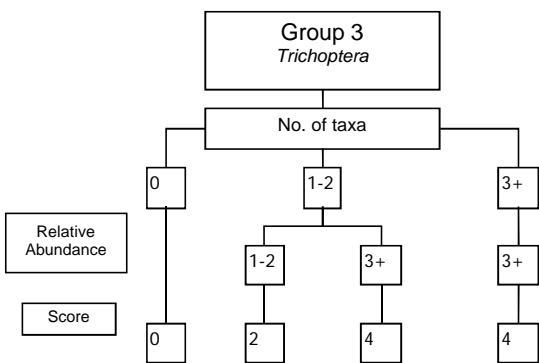 Group 3
Trichoptera
No. of taxa
0
1-2
3+
Relative
Abundance
1-2
3+
3+
Score
0
2
4
4